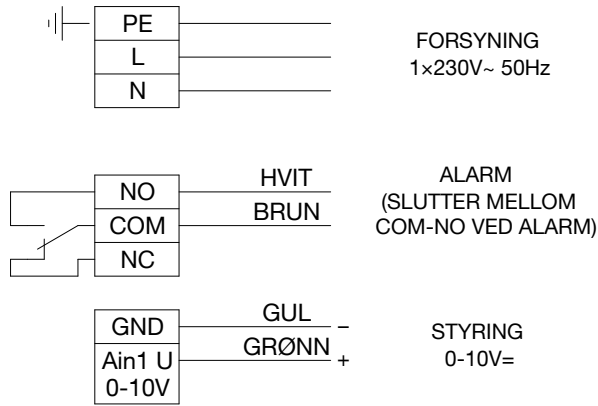 PE
L
N
FORSYNING
1×230V~ 50Hz
NO
COM
NC
HVIT
BRUN
ALARM
(SLUTTER MELLOM
COM-NO VED ALARM)
GND
Ain1 U
0-10V
GUL −
GRØNN +
STYRING
0-10V=